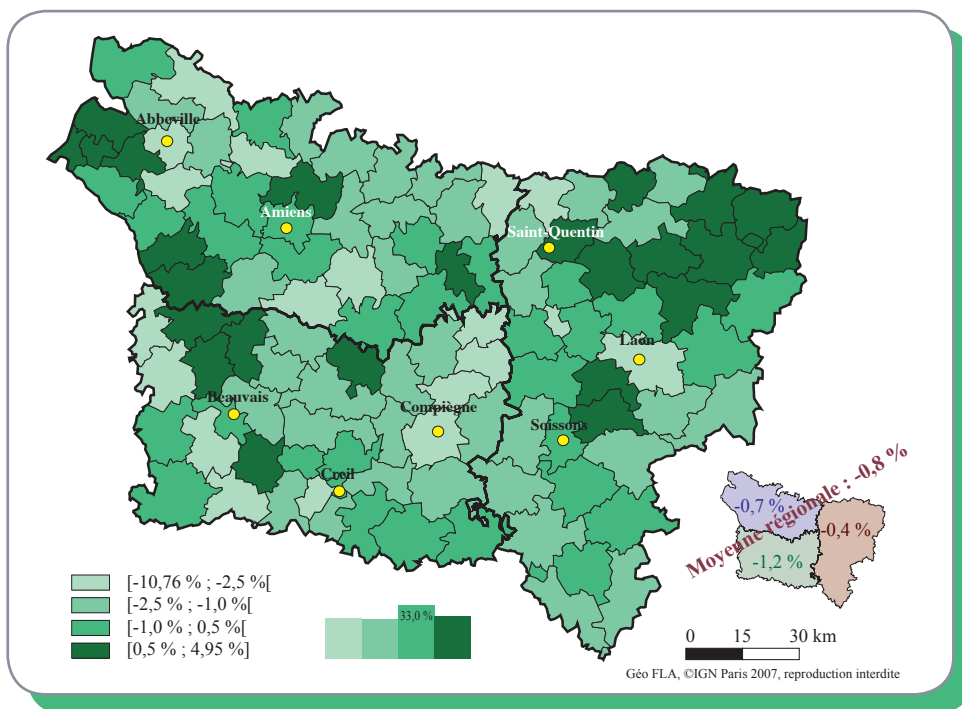 Abbeville
Amiens
Saint-Quentin
Laon
Beauvais
Compiègne
Soissons
Creil
Moyenne régionale : -0,8 %
-0,7 %
-0,4 %
-1,2 %
[-10,76 % ; -2,5 %[
[-2,5 % ; -1,0 %[
[-1,0 % ; 0,5 %[
[0,5 % ; 4,95 %]
33,0 %
0 15 30 km
Géo FLA, ©IGN Paris 2007, reproduction interdite